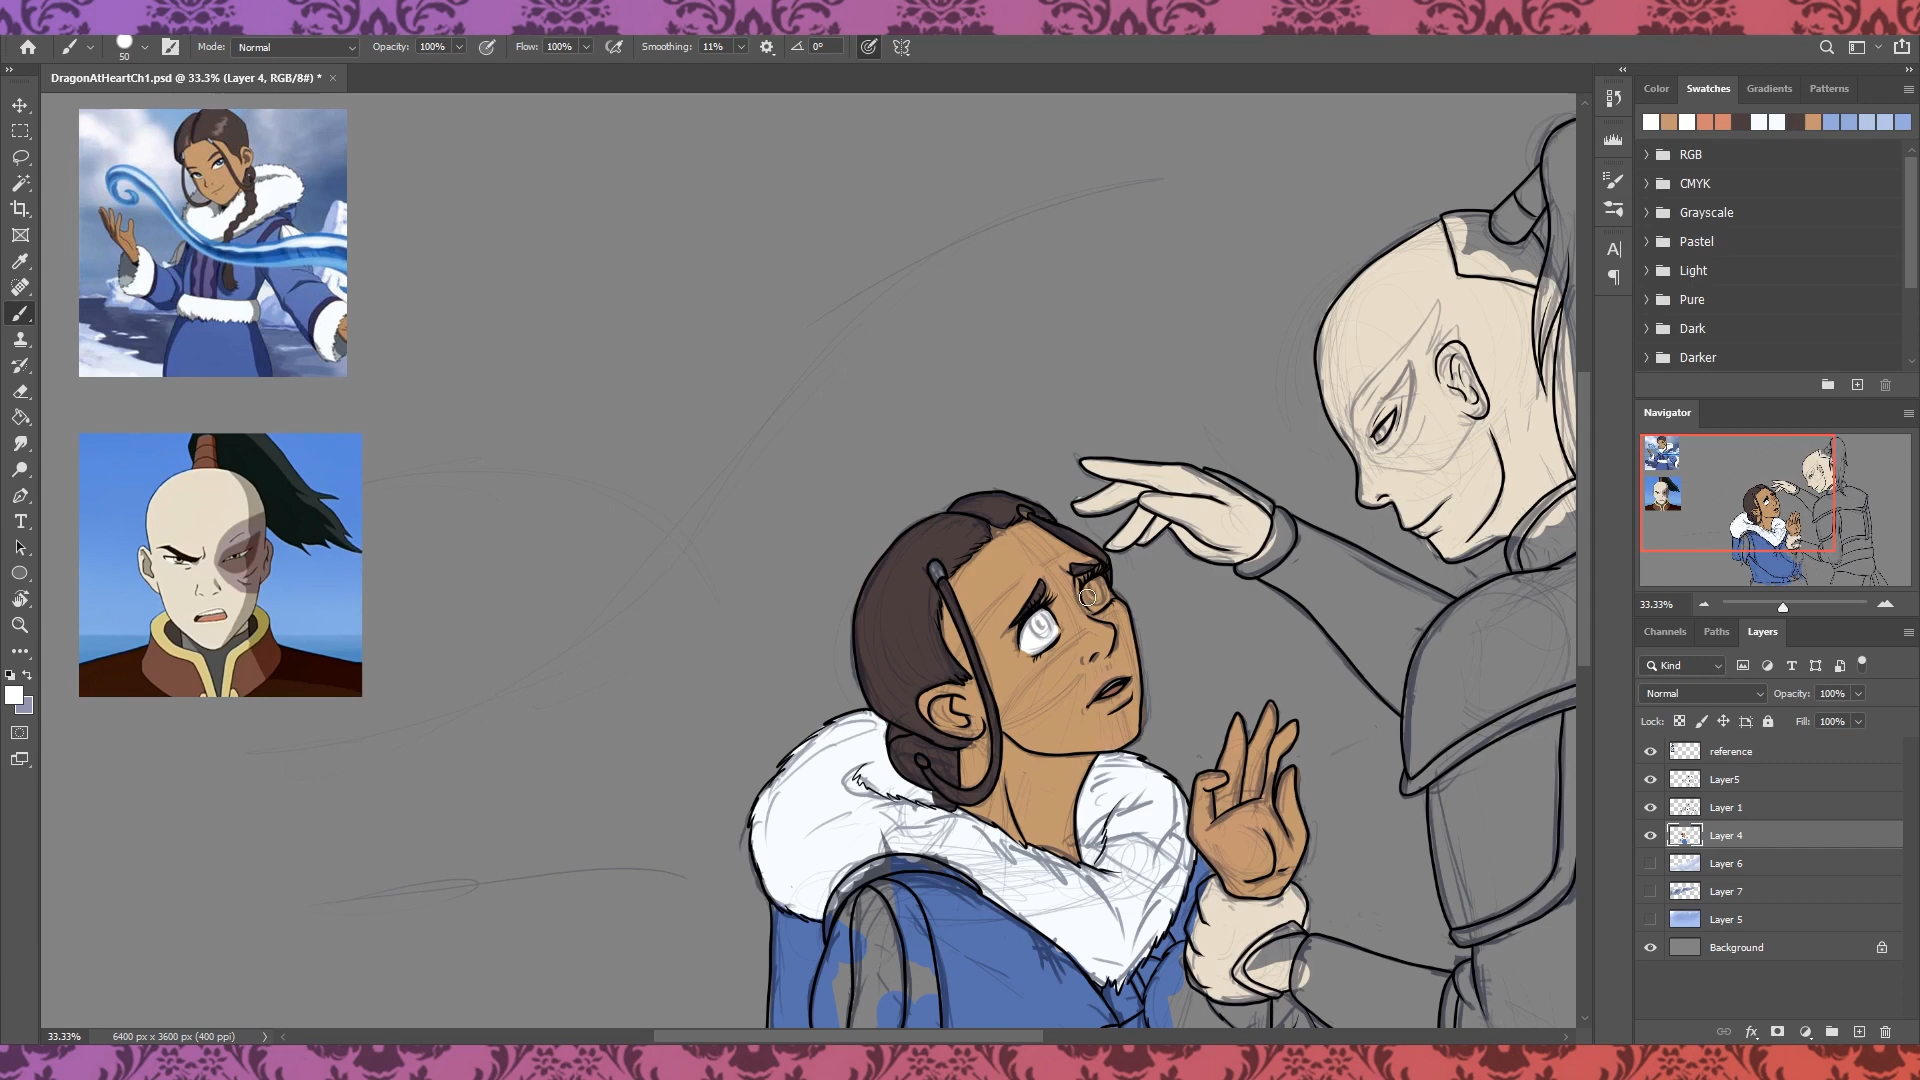 50
Mode: Normal
Opacity: 100%
Flow: 100%
Smoothing: 11%
0°
DragonAtHeartCh1.psd @ 33.3% (Layer 4, RGB/8#) * ×
Color Swatches Gradients Patterns
RGB
CMYK
Grayscale
Pastel
Light
Pure
Dark
Darker
Navigator
33.33%
Channels Paths Layers
Kind
Normal Opacity: 100%
Lock: Fill: 100%
reference
Layer5
Layer 1
Layer 4
Layer 6
Layer 7
Layer 5
Background
33.33% 6400 px x 3600 px (400 ppi)